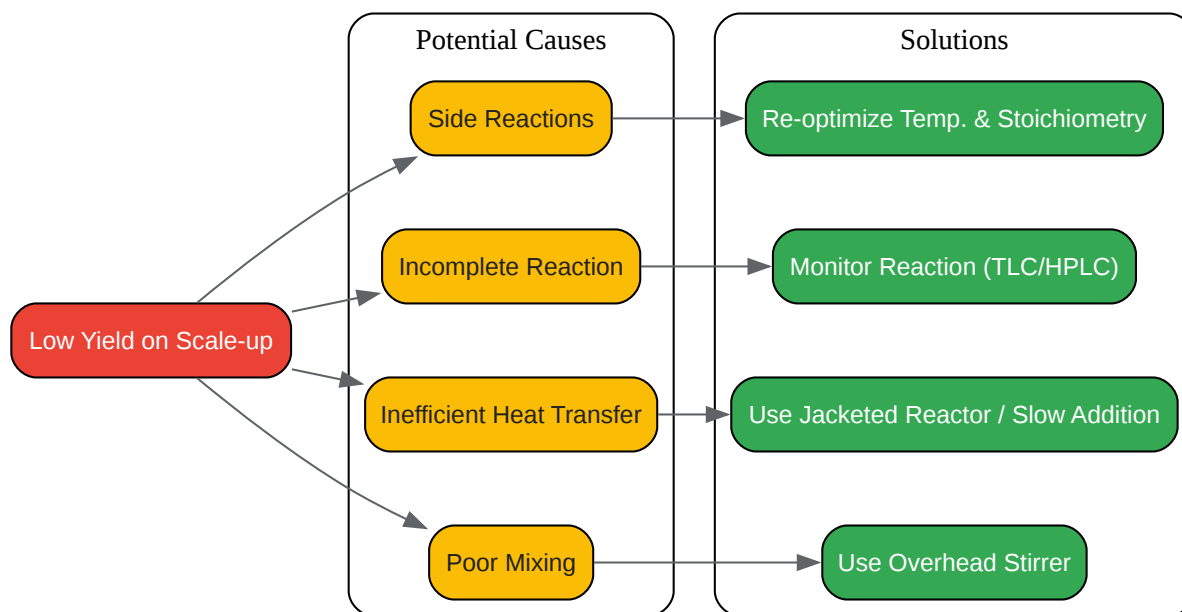 Potential Causes
Solutions
Side Reactions
Re-optimize Temp. & Stoichiometry
Incomplete Reaction
Monitor Reaction (TLC/HPLC)
Low Yield on Scale-up
Inefficient Heat Transfer
Use Jacketed Reactor / Slow Addition
Poor Mixing
Use Overhead Stirrer